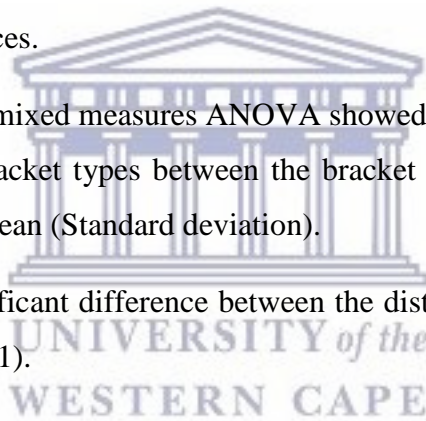 ces.
mixed measures ANOVA showed
acket types between the bracket
ean (Standard deviation).
ficant difference between the dist
UNIVERSITY of the
1).
WESTERN CAPE